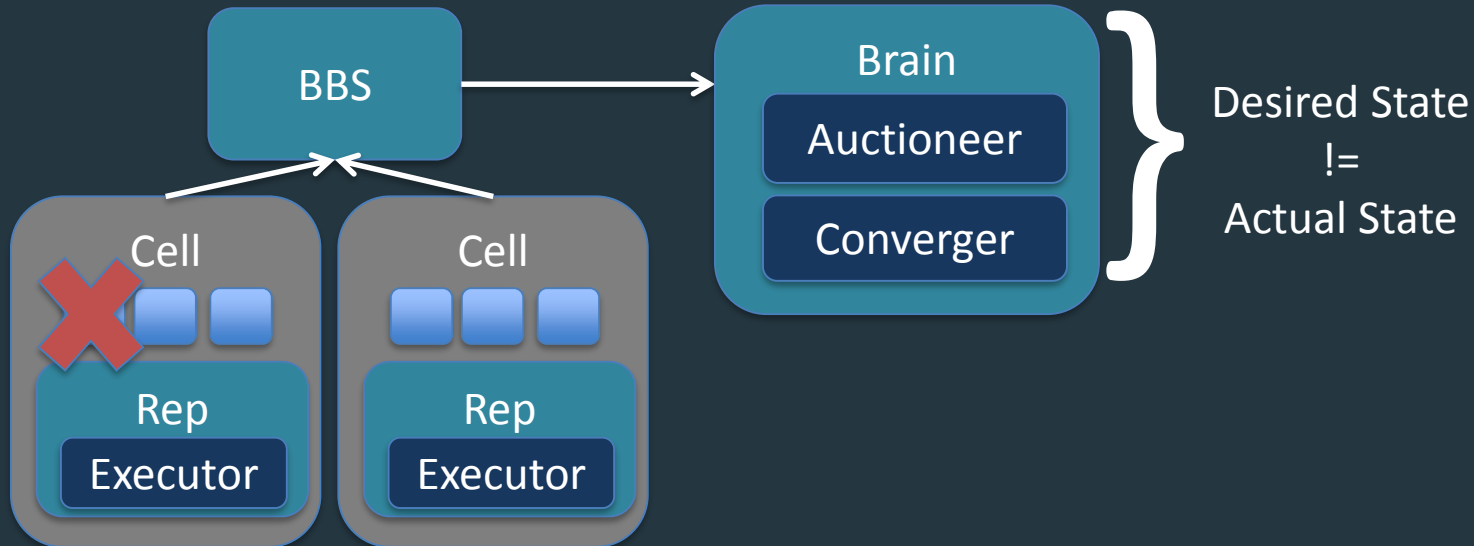 BBS
Brain
Auctioneer
Converger
Desired State
!=
Actual State
Cell
Rep
Executor
Cell
Rep
Executor